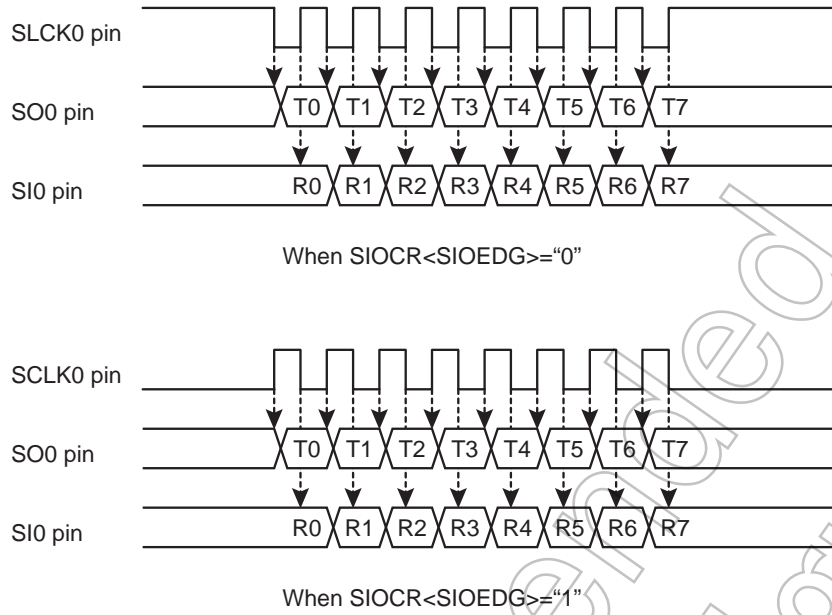 SLCK0 pin
SO0 pin T0 T1 T2 T3 T4 T5 T6 T7
SI0 pin R0 R1 R2 R3 R4 R5 R6 R7
When SIOCR<SIOEDG>=“0”
SCLK0 pin
SO0 pin T0 T1 T2 T3 T4 T5 T6 T7
SI0 pin R0 R1 R2 R3 R4 R5 R6 R7
When SIOCR<SIOEDG>=“1”